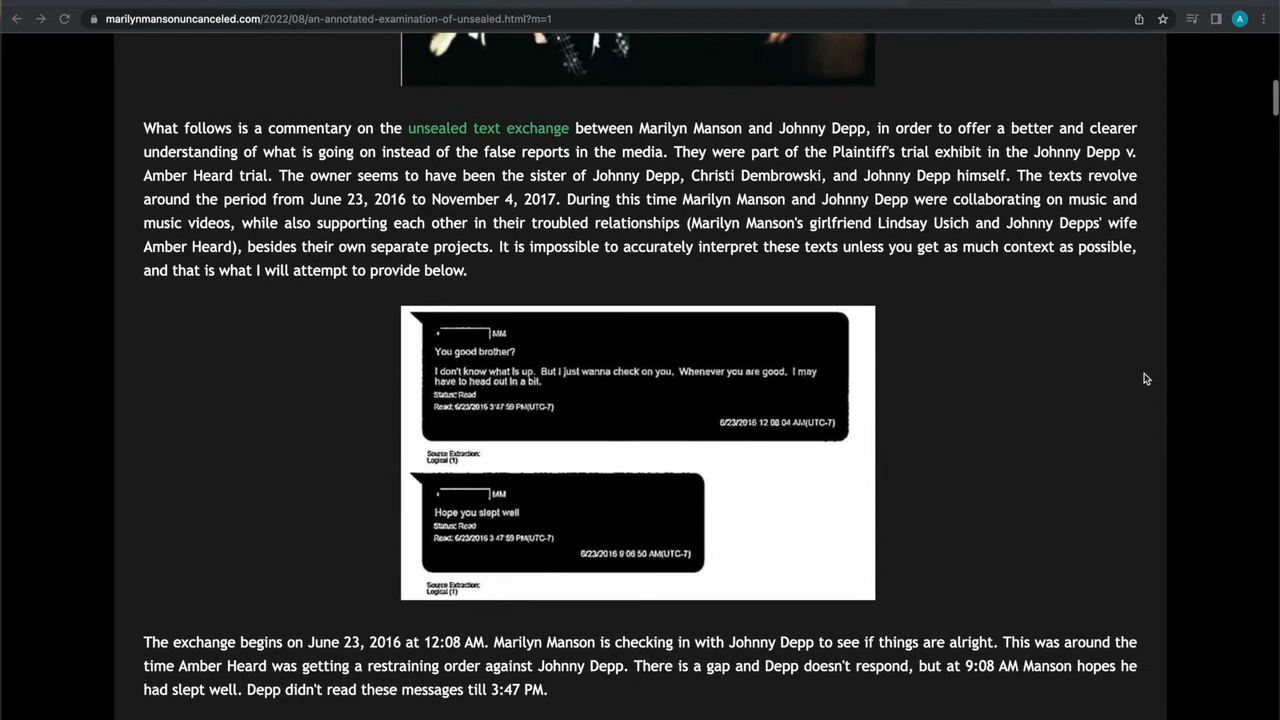 marilynmansonuncanceled.com/2022/08/an-annotated-examination-of-unsealed.html?m=1
A
What follows is a commentary on the unsealed text exchange between Marilyn Manson and Johnny Depp, in order to offer a better and clearer
understanding of what is going on instead of the false reports in the media. They were part of the Plaintiff's trial exhibit in the Johnny Depp v.
Amber Heard trial. The owner seems to have been the sister of Johnny Depp, Christi Dembrowski, and Johnny Depp himself. The texts revolve
around the period from June 23, 2016 to November 4, 2017. During this time Marilyn Manson and Johnny Depp were collaborating on music and
music videos, while also supporting each other in their troubled relationships (Marilyn Manson's girlfriend Lindsay Usich and Johnny Depps' wife
Amber Heard), besides their own separate projects. It is impossible to accurately interpret these texts unless you get as much context as possible,
and that is what I will attempt to provide below.
MM
You good brother?
I don't know what is up. But I just wanna check on you. Whenever you are good. I may
have to head out in a bit.
Status: Read
Read: 6/23/2016 3:47:59 PM(UTC-7)
6/23/2016 12:08:04 AM(UTC-7)
Source Extraction:
Logical (1)
MM
Hope you slept well
Status: Read
Read: 6/23/2016 3:47:59 PM(UTC-7)
6/23/2016 9:06:50 AM(UTC-7)
Source Extraction:
Logical (1)
The exchange begins on June 23, 2016 at 12:08 AM. Marilyn Manson is checking in with Johnny Depp to see if things are alright. This was around the
time Amber Heard was getting a restraining order against Johnny Depp. There is a gap and Depp doesn't respond, but at 9:08 AM Manson hopes he
had slept well. Depp didn't read these messages till 3:47 PM.